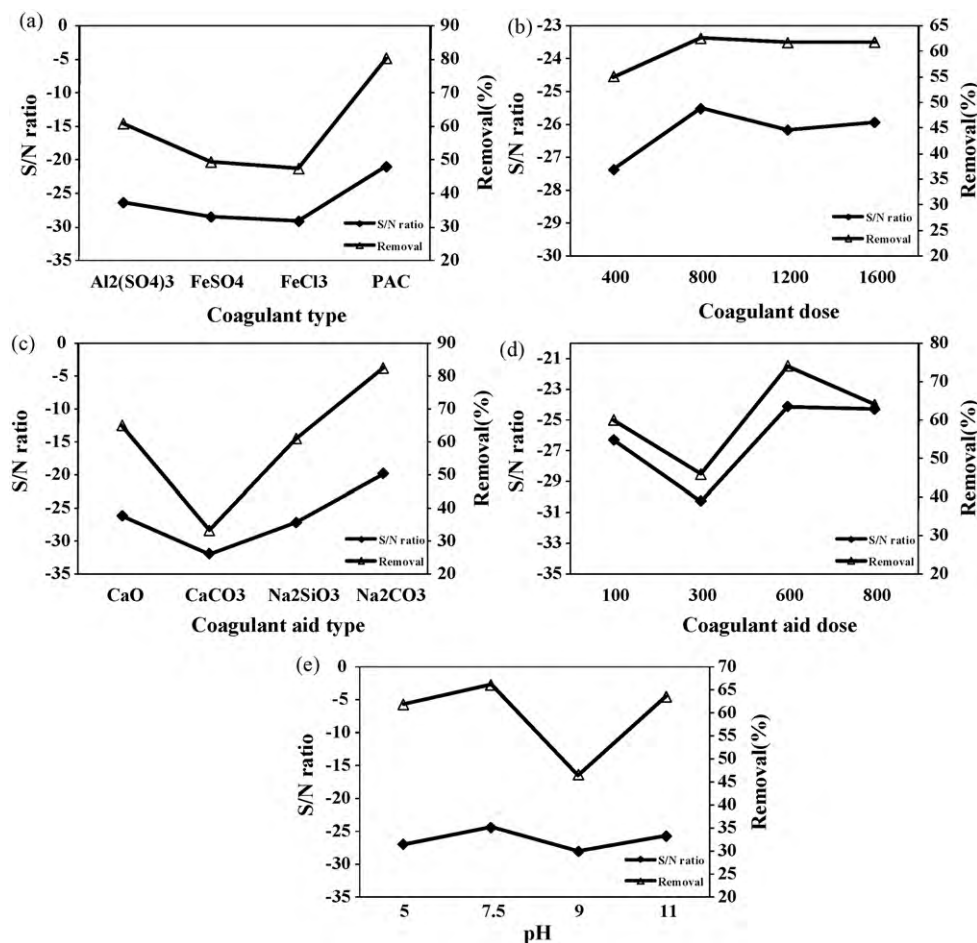 (a)
0
-5
-10
-15
-20
-25
-30
-35
S/N ratio
90
80
70
60
50
40
30
20
Removal(%)
S/N ratio
Removal
Al2(SO4)3 FeSO4 FeCl3 PAC
Coagulant type
(b)
-23
-24
-25
-26
-27
-28
-29
-30
S/N ratio
65
60
55
50
45
40
35
30
25
20
Removal(%)
S/N ratio
Removal
400 800 1200 1600
Coagulant dose
(c)
0
-5
-10
-15
-20
-25
-30
-35
S/N ratio
90
80
70
60
50
40
30
20
Removal(%)
S/N ratio
Removal
CaO CaCO3 Na2SiO3 Na2CO3
Coagulant aid type
(d)
-21
-23
-25
-27
-29
-31
-33
-35
S/N ratio
80
70
60
50
40
30
20
Removal(%)
S/N ratio
Removal
100 300 600 800
Coagulant aid dose
(e)
0
-5
-10
-15
-20
-25
-30
-35
S/N ratio
70
65
60
55
50
45
40
35
30
25
20
Removal(%)
S/N ratio
Removal
5 7.5 9 11
pH